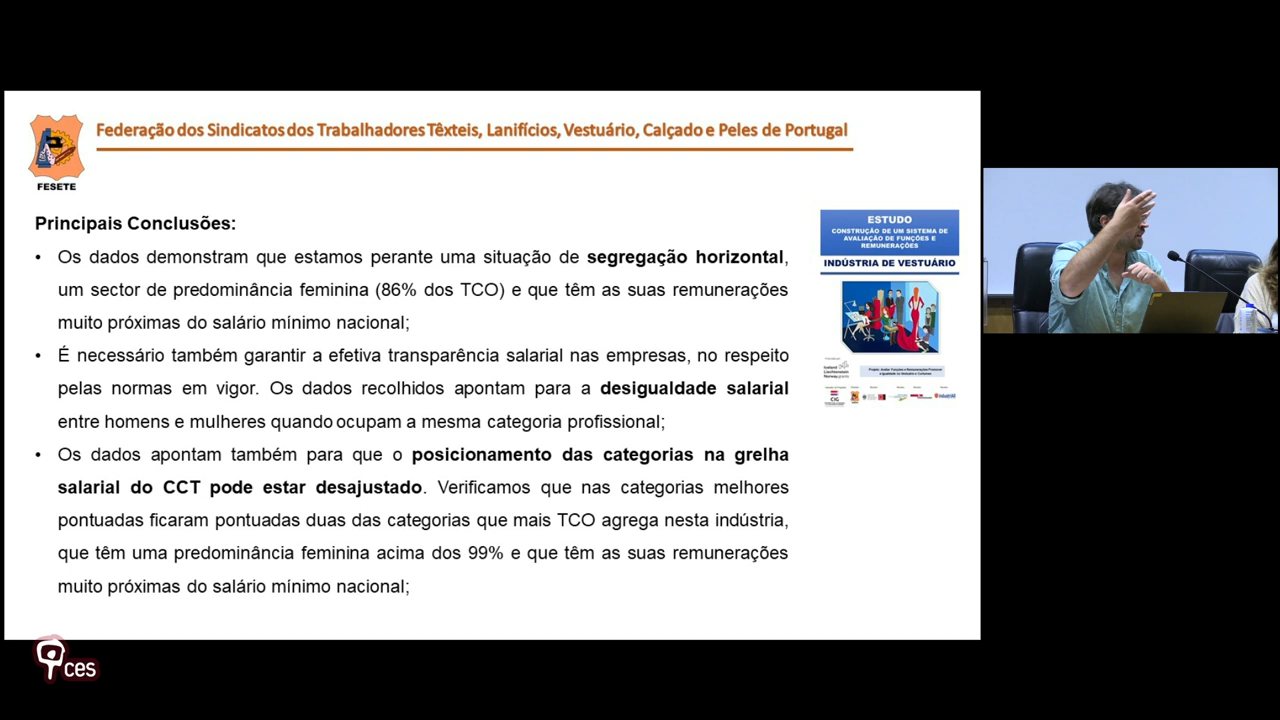 Federação dos Sindicatos dos Trabalhadores Têxteis, Lanifícios, Vestuário, Calçado e Peles de Portugal
FESETE
Principais Conclusões:
• Os dados demonstram que estamos perante uma situação de segregação horizontal,
um sector de predominância feminina (86% dos TCO) e que têm as suas remunerações
muito próximas do salário mínimo nacional;
• É necessário também garantir a efetiva transparência salarial nas empresas, no respeito
pelas normas em vigor. Os dados recolhidos apontam para a desigualdade salarial
entre homens e mulheres quando ocupam a mesma categoria profissional;
• Os dados apontam também para que o posicionamento das categorias na grelha
salarial do CCT pode estar desajustado. Verificamos que nas categorias melhores
pontuadas ficaram pontuadas duas das categorias que mais TCO agrega nesta indústria,
que têm uma predominância feminina acima dos 99% e que têm as suas remunerações
muito próximas do salário mínimo nacional;
ESTUDO
CONSTRUÇÃO DE UM SISTEMA DE
AVALIAÇÃO DE FUNÇÕES E
REMUNERAÇÕES
INDÚSTRIA DE VESTUÁRIO
Iceland
Liechtenstein
Norway grants
CIG
ces